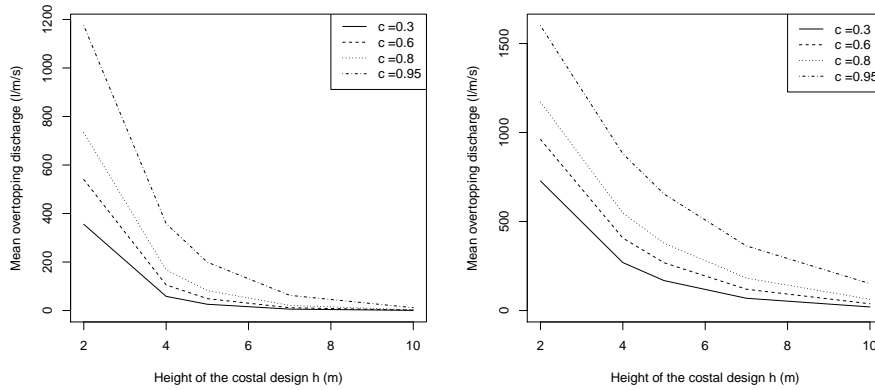 c =0.3
c =0.6
c =0.8
c =0.95
Mean overtopping discharge (l/m/s)
0
200
400
600
800
1000
1200
2
4
6
8
10
Height of the costal design h (m)
c =0.3
c =0.6
c =0.8
c =0.95
Mean overtopping discharge (l/m/s)
0
500
1000
1500
2
4
6
8
10
Height of the costal design h (m)